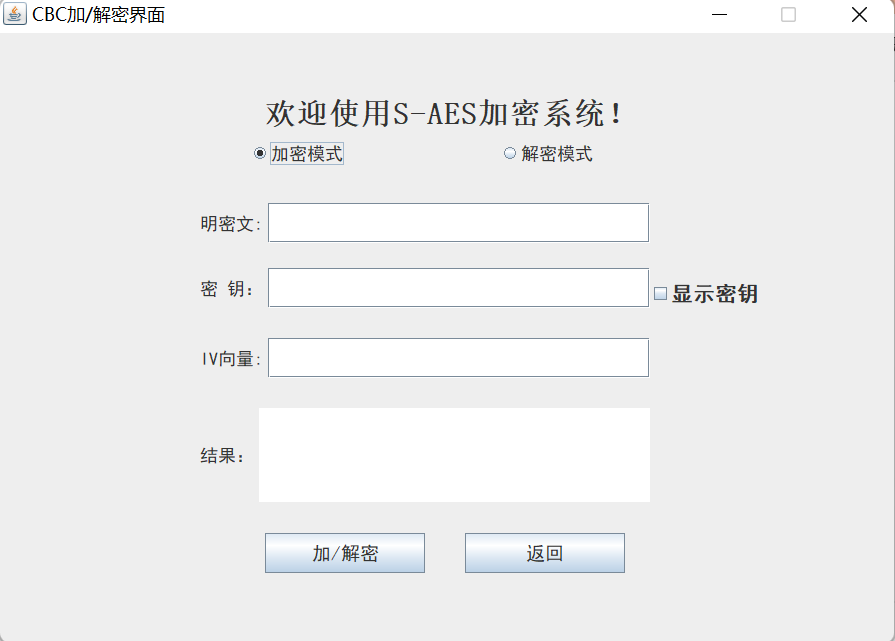 CBC加/解密界面
欢迎使用S-AES加密系统!
加密模式 解密模式
明密文:
密 钥: 显示密钥
IV向量:
结果:
加/解密 返回